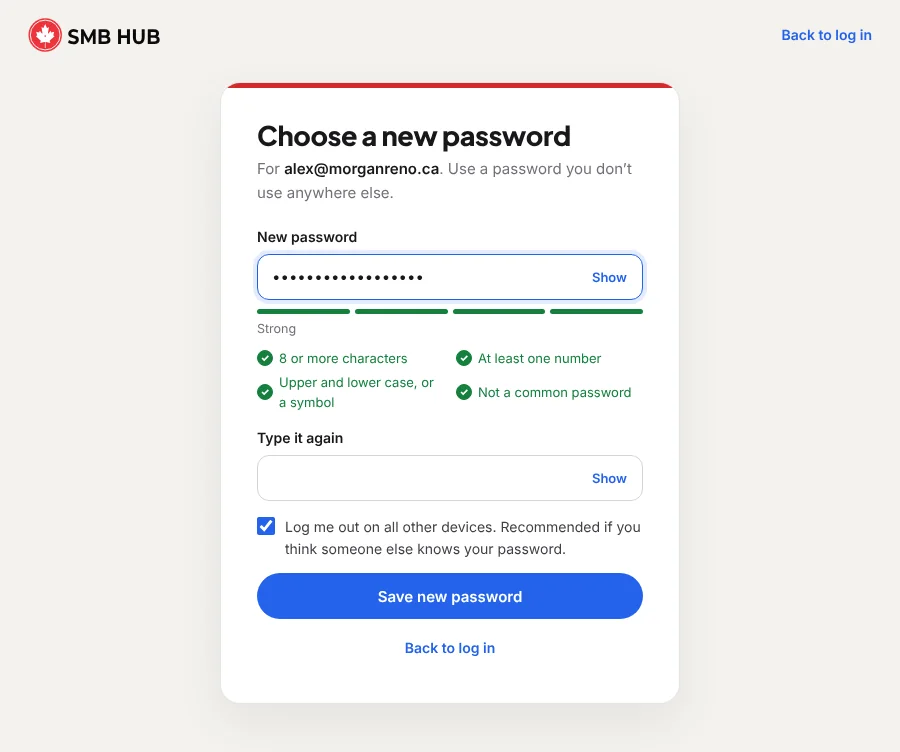 SMB HUB
Back to log in
Choose a new password
For alex@morganreno.ca. Use a password you don’t
use anywhere else.
New password
••••••••••••••••••
Show
Strong
8 or more characters
At least one number
Upper and lower case, or
a symbol
Not a common password
Type it again
Show
Log me out on all other devices. Recommended if you
think someone else knows your password.
Save new password
Back to log in